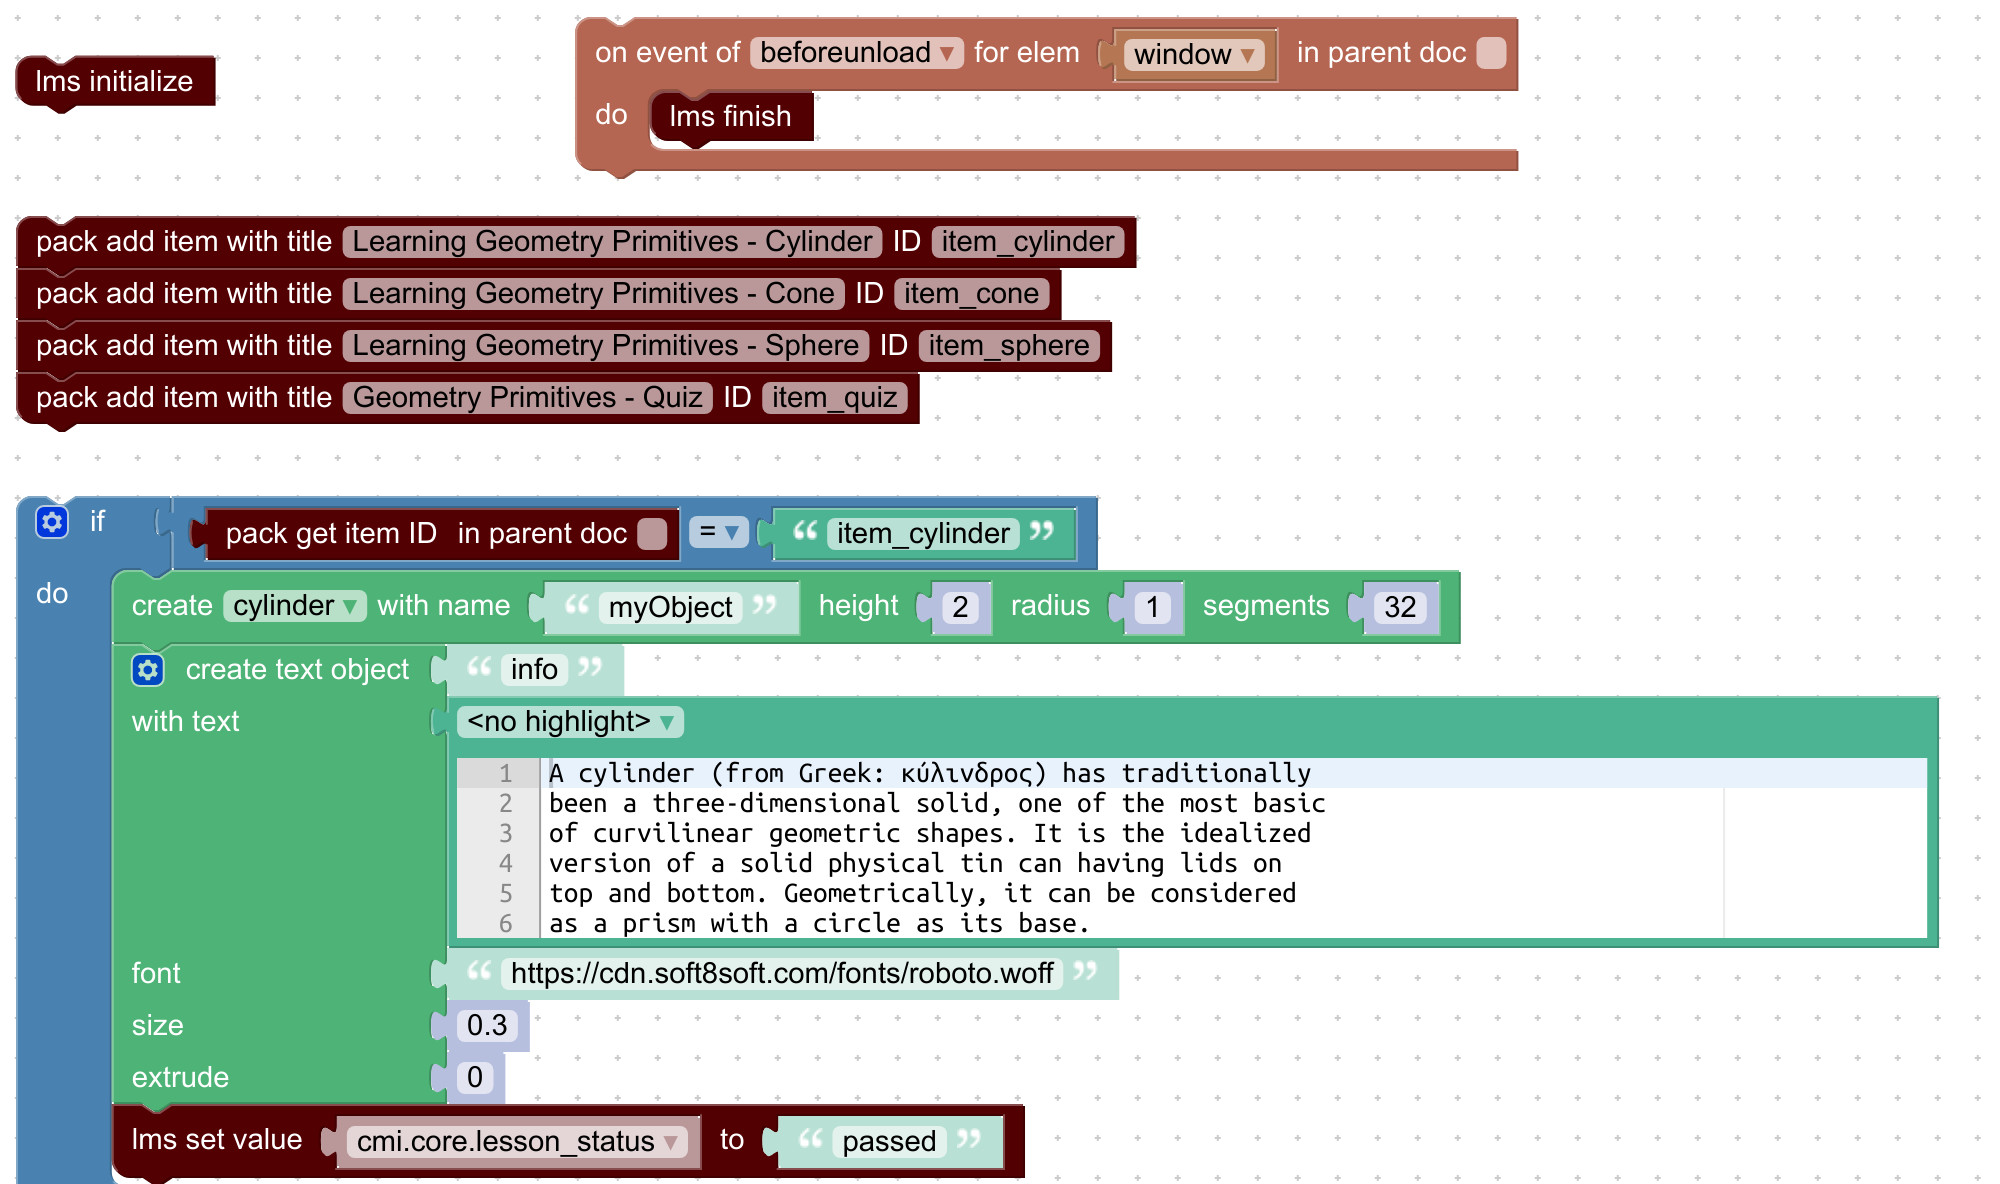 lms initialize
on event of beforeunload ▾ for elem window ▾ in parent doc
do lms finish
pack add item with title Learning Geometry Primitives - Cylinder ID item_cylinder
pack add item with title Learning Geometry Primitives - Cone ID item_cone
pack add item with title Learning Geometry Primitives - Sphere ID item_sphere
pack add item with title Geometry Primitives - Quiz ID item_quiz
if pack get item ID in parent doc = ▾ “ item_cylinder ”
do
create cylinder ▾ with name “ myObject ” height 2 radius 1 segments 32
create text object “ info ”
with text <no highlight> ▾
1 A cylinder (from Greek: κύλινδρος) has traditionally
2 been a three-dimensional solid, one of the most basic
3 of curvilinear geometric shapes. It is the idealized
4 version of a solid physical tin can having lids on
5 top and bottom. Geometrically, it can be considered
6 as a prism with a circle as its base.
font “ https://cdn.soft8soft.com/fonts/roboto.woff ”
size 0.3
extrude 0
lms set value cmi.core.lesson_status ▾ to “ passed ”